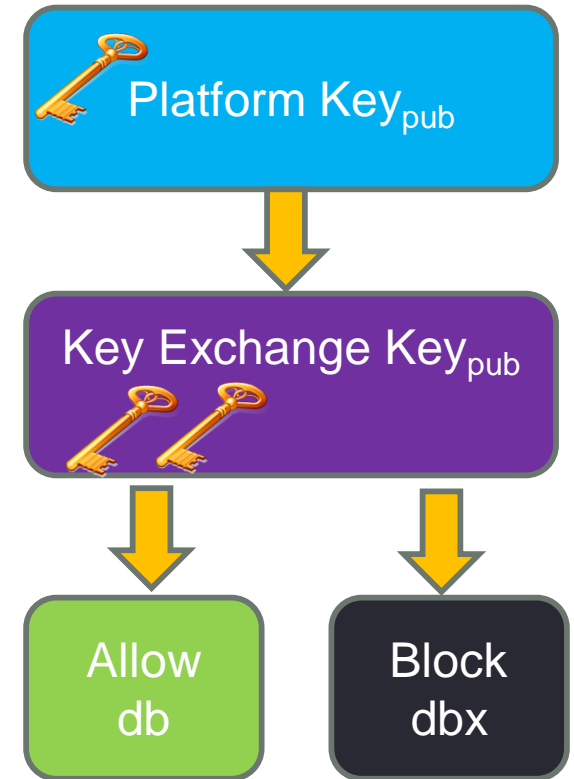 Platform Keypub
Key Exchange Keypub
Allow
db
Block
dbx